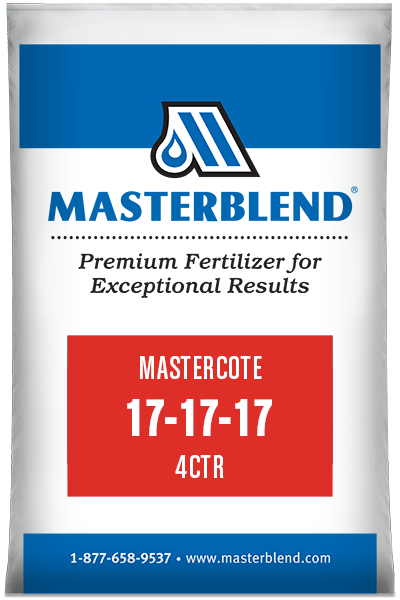 MASTERBLEND®
Premium Fertilizer for
Exceptional Results
MASTERCOTE
17-17-17
4CTR
1-877-658-9537 • www.masterblend.com